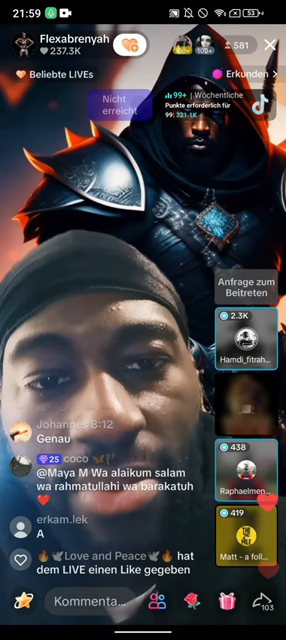 21:59
53
Flexabrenyah
237.3K
100+
581
Beliebte LIVEs
Erkunden >
Nicht
erreicht
99+ | Wöchentliche
Punkte erforderlich für
99: 321.1K
Anfrage zum
Beitreten
2.3K
Hamdi_fitrah...
438
Raphaelmen...
419
Matt - a foll...
Johannes 8:12
Genau
25 coco
@Maya M Wa alaikum salam
wa rahmatullahi wa barakatuh
❤️
erkam.lek
A
🔥🕊Love and Peace🕊🔥 hat
dem LIVE einen Like gegeben
Kommenta...
103